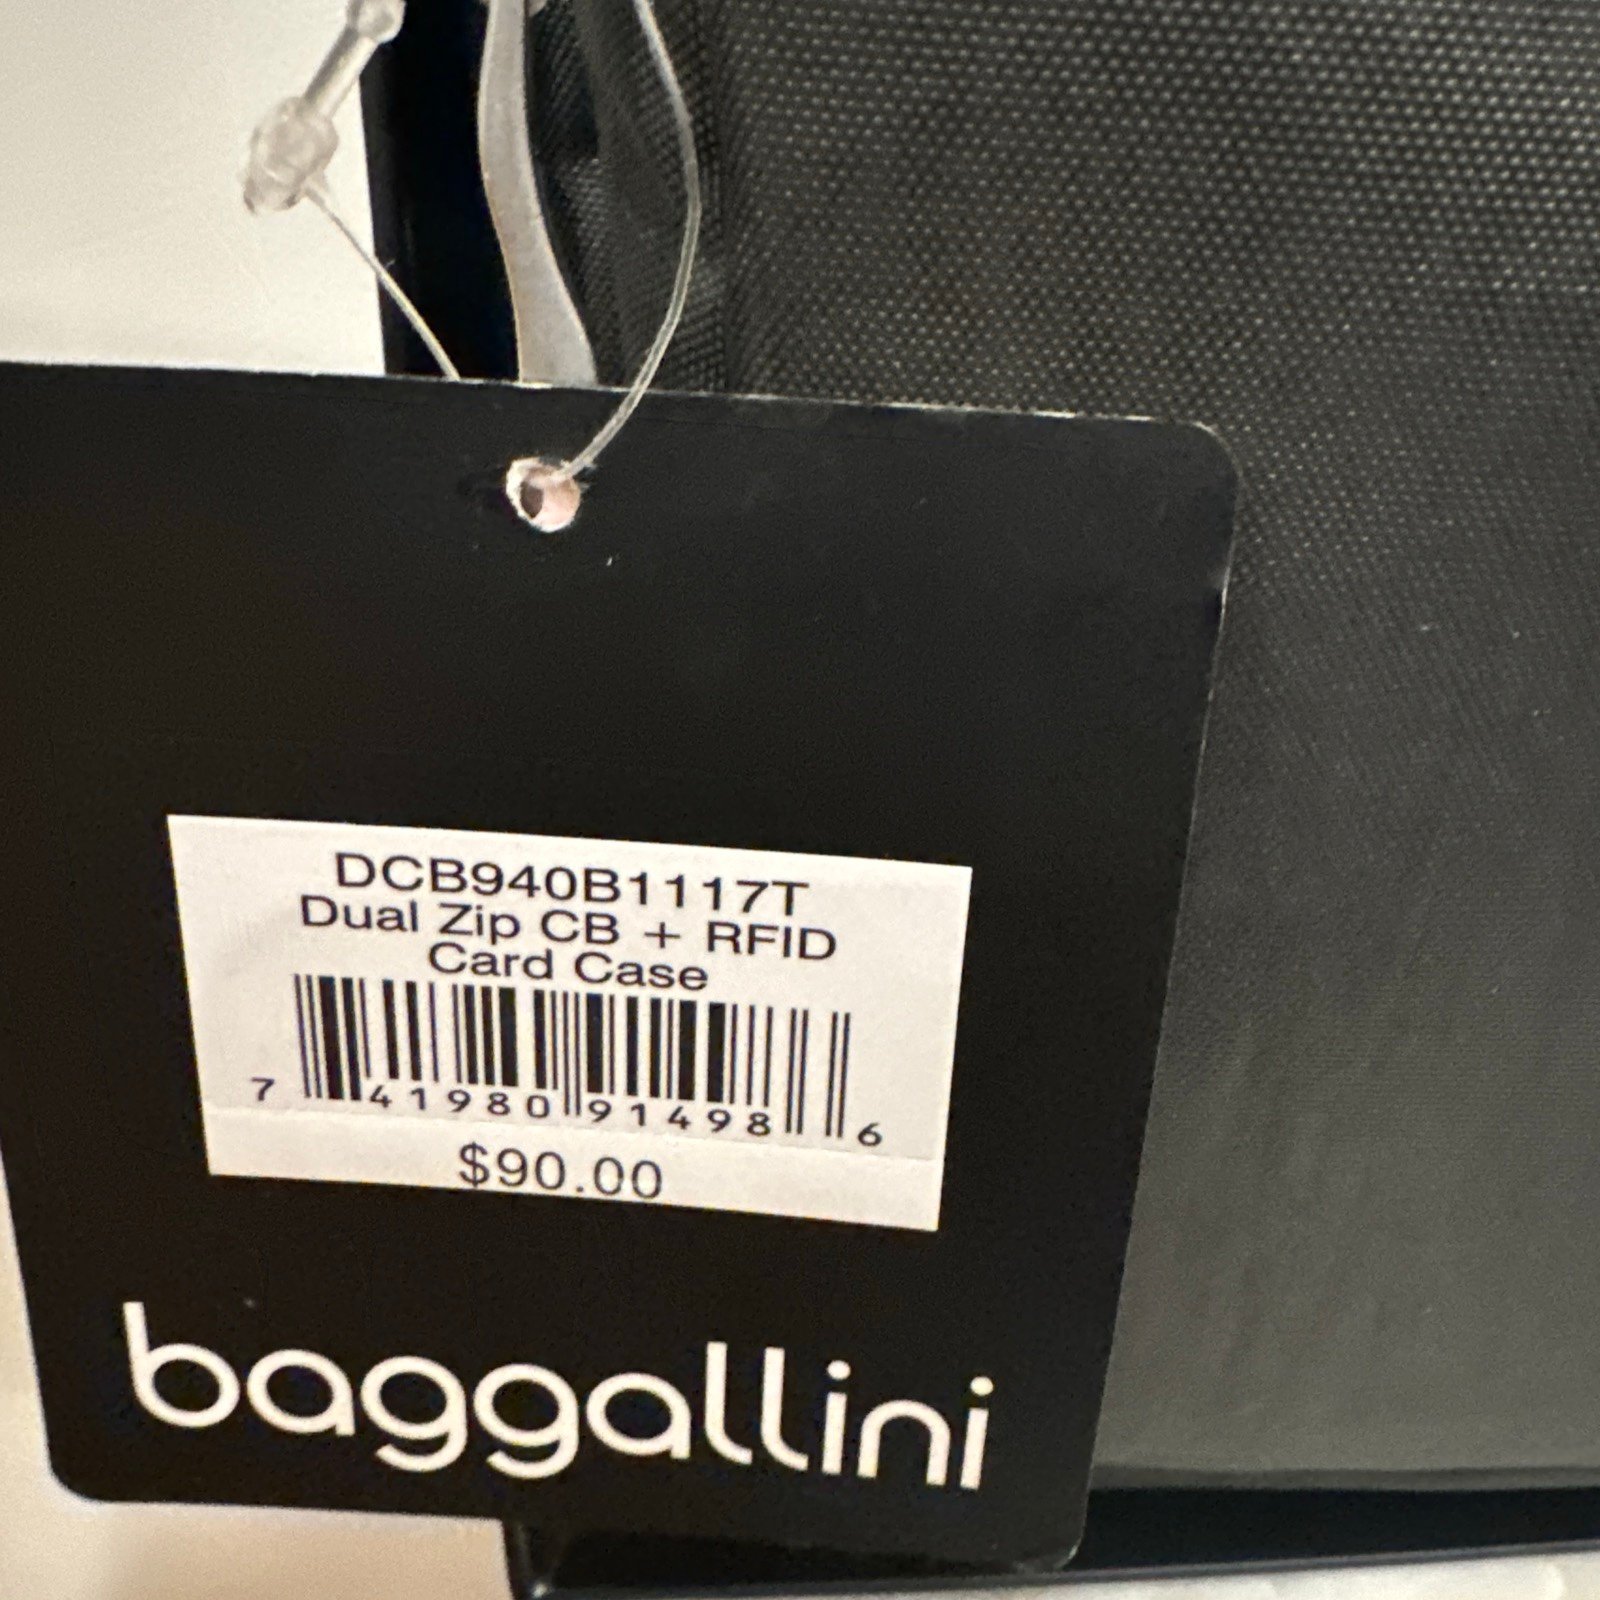 DCB940B1117T
Dual Zip CB + RFID
Card Case
7 41980 91498 6
$90.00
baggallini